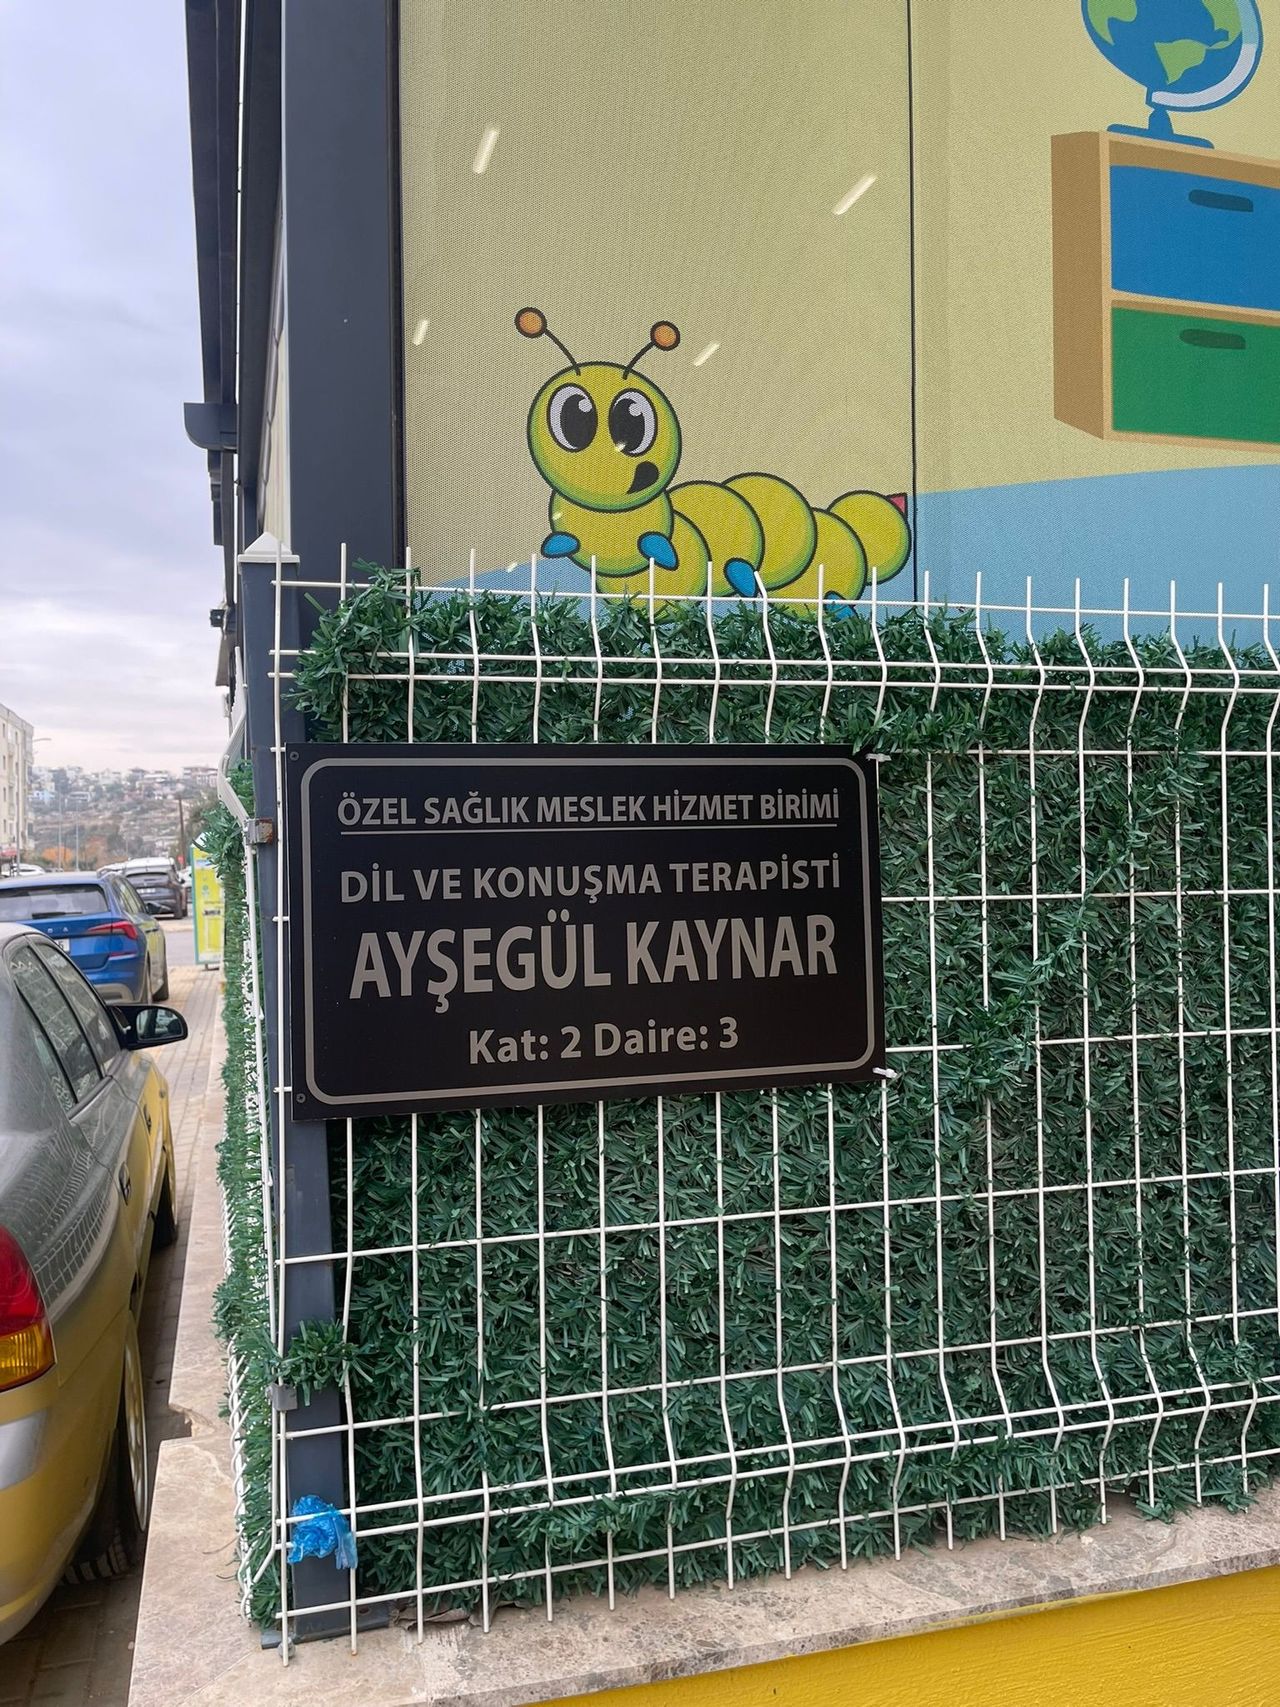 ÖZEL SAĞLIK MESLEK HİZMET BİRİMİ
DİL VE KONUŞMA TERAPİSTİ
AYŞEGÜL KAYNAR
Kat: 2 Daire: 3